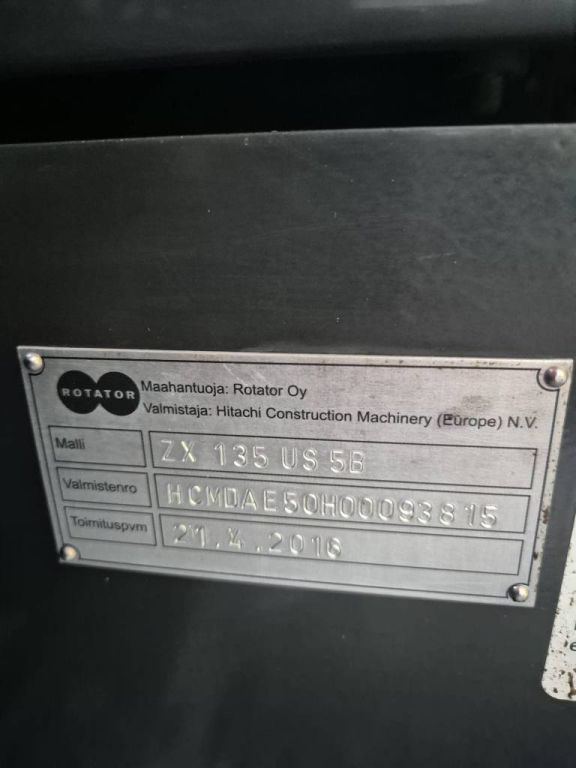 ROTATOR
Maahantuoja: Rotator Oy
Valmistaja: Hitachi Construction Machinery (Europe) N.V.
Malli ZX 135 US 5B
Valmistenro HCMDAE50H00093815
Toimituspvm 21.4.2016